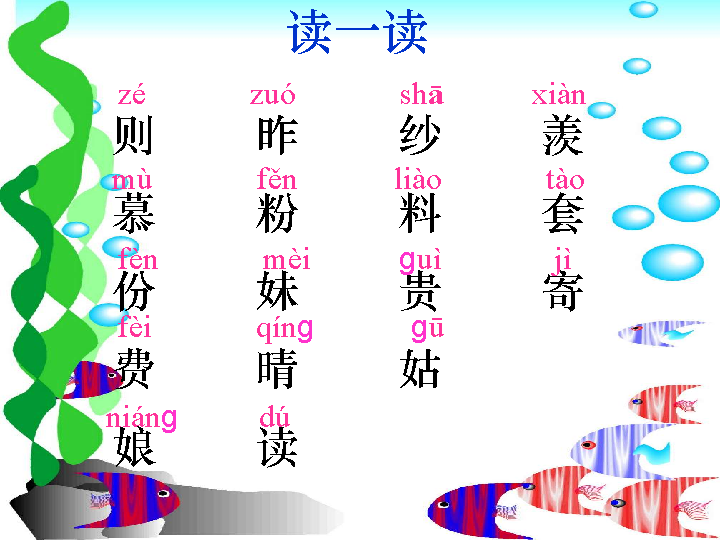 读一读
zé zuó shā xiàn
则 昨 纱 羡
mù fěn liào tào
慕 粉 料 套
fèn mèi guì jì
份 妹 贵 寄
fèi qíng gū
费 晴 姑
niáng dú
娘 读